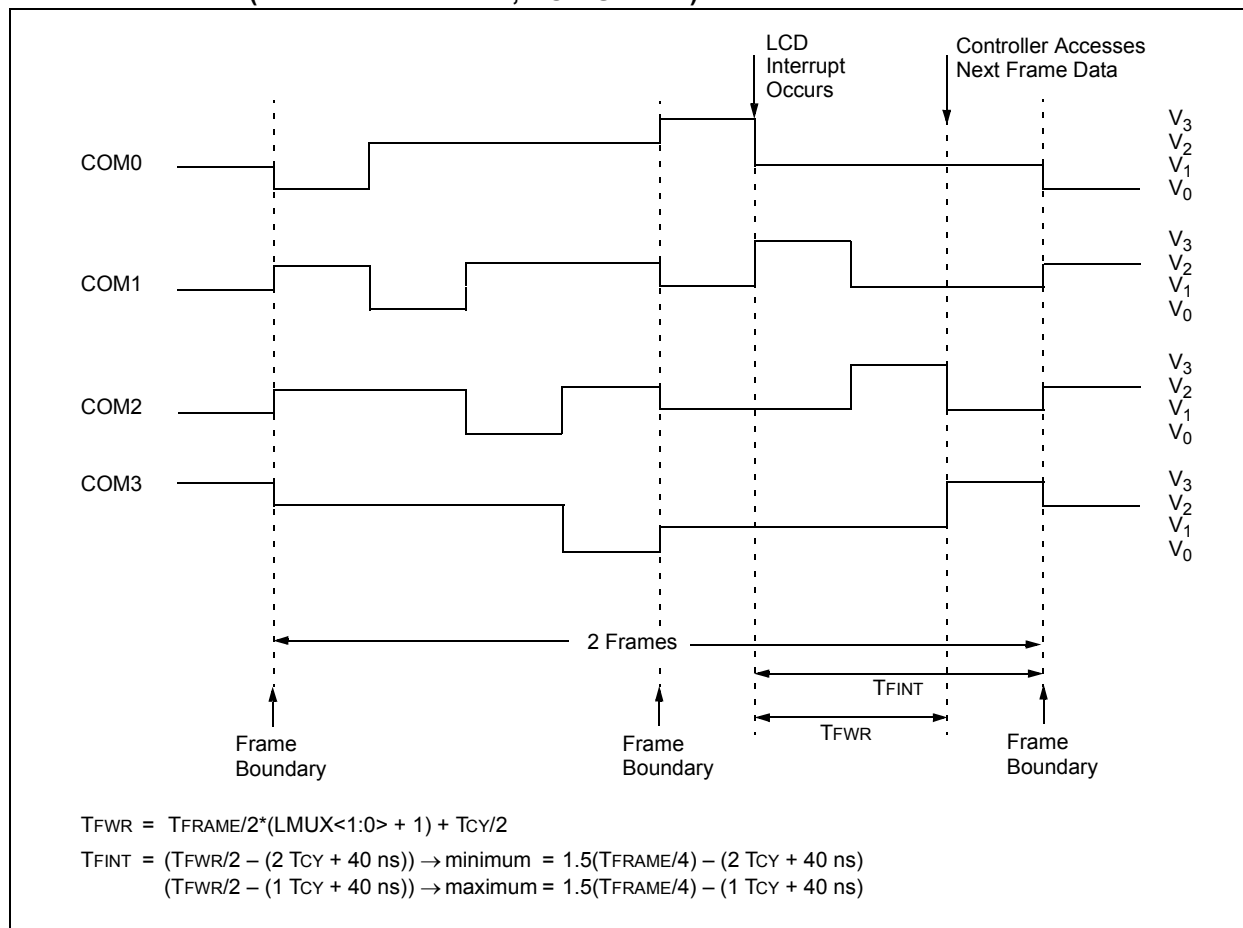 LCD
Interrupt
Occurs
Controller Accesses
Next Frame Data
COM0
V3
V2
V1
V0
COM1
V3
V2
V1
V0
COM2
V3
V2
V1
V0
COM3
V3
V2
V1
V0
2 Frames
TFINT
TFWR
Frame
Boundary
Frame
Boundary
Frame
Boundary
TFWR = TFRAME/2*(LMUX<1:0> + 1) + TCY/2
TFINT = (TFWR/2 – (2 TCY + 40 ns)) → minimum = 1.5(TFRAME/4) – (2 TCY + 40 ns)
(TFWR/2 – (1 TCY + 40 ns)) → maximum = 1.5(TFRAME/4) – (1 TCY + 40 ns)